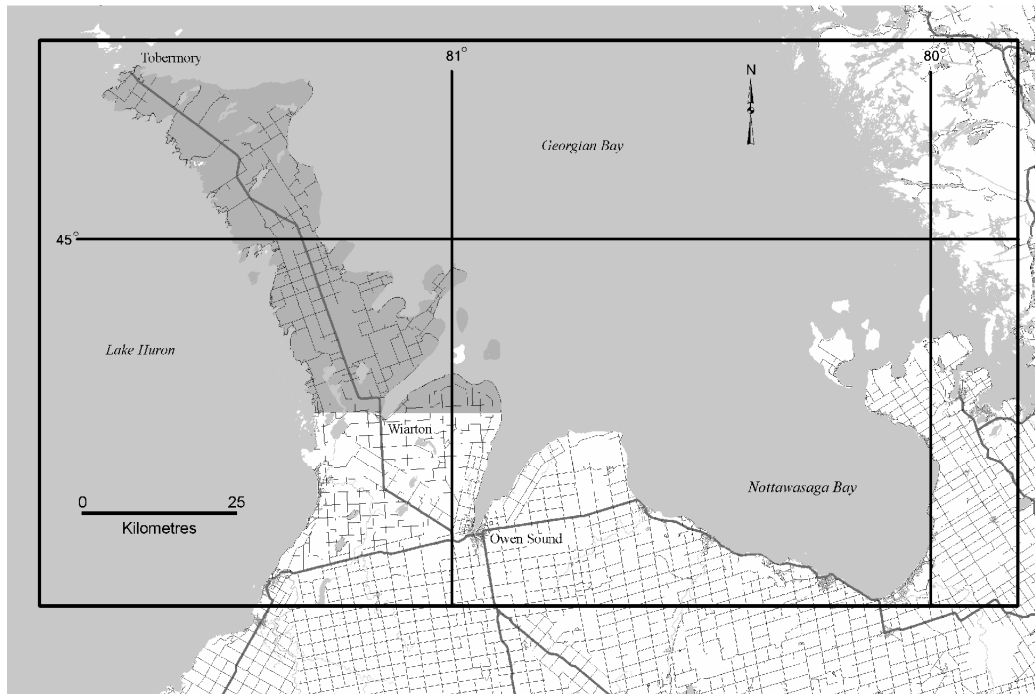 Tobermory
81°
80°
N
Georgian Bay
45°
Lake Huron
Wiarton
0 25
Kilometres
Nottawasaga Bay
Owen Sound